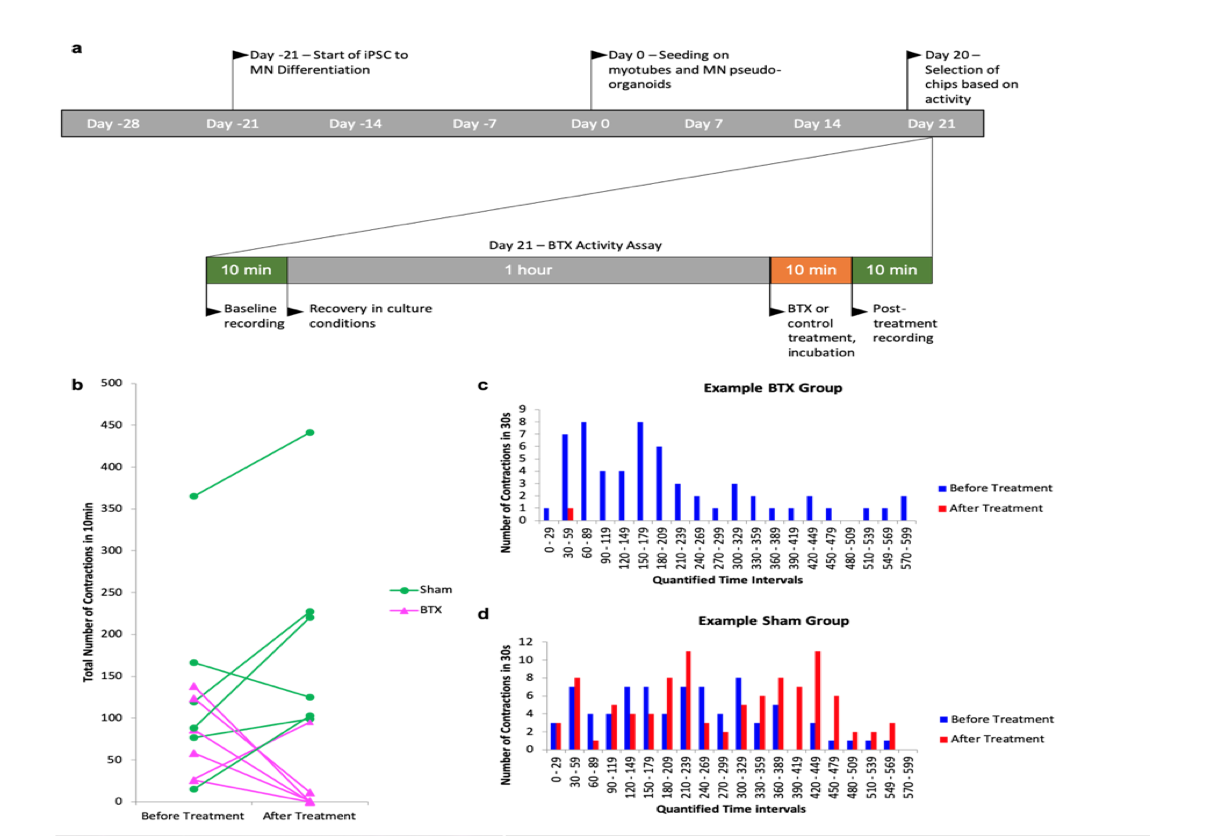 a
Day -21 – Start of iPSC to
MN Differentiation
Day 0 – Seeding on
myotubes and MN pseudo-
organoids
Day 20 –
Selection of
chips based on
activity
Day -28
Day -21
Day -14
Day -7
Day 0
Day 7
Day 14
Day 21
Day 21 – BTX Activity Assay
10 min
1 hour
10 min
10 min
Baseline
recording
Recovery in culture
conditions
BTX or
control
treatment,
incubation
Post-
treatment
recording
b
Total Number of Contractions in 10min
500
450
400
350
300
250
200
150
100
50
0
Before Treatment
After Treatment
Sham
BTX
c
Example BTX Group
Number of Contractions in 30s
9
8
7
6
5
4
3
2
1
0
0 - 29
30 - 59
60 - 89
90 - 119
120 - 149
150 - 179
180 - 209
210 - 239
240 - 269
270 - 299
300 - 329
330 - 359
360 - 389
390 - 419
420 - 449
450 - 479
480 - 509
510 - 539
549 - 569
570 - 599
Quantified Time Intervals
Before Treatment
After Treatment
d
Example Sham Group
Number of Contractions in 30s
12
10
8
6
4
2
0
0 - 29
30 - 59
60 - 89
90 - 119
120 - 149
150 - 179
180 - 209
210 - 239
240 - 269
270 - 299
300 - 329
330 - 359
360 - 389
390 - 419
420 - 449
450 - 479
480 - 509
510 - 539
549 - 569
570 - 599
Quantified Time intervals
Before Treatment
After Treatment